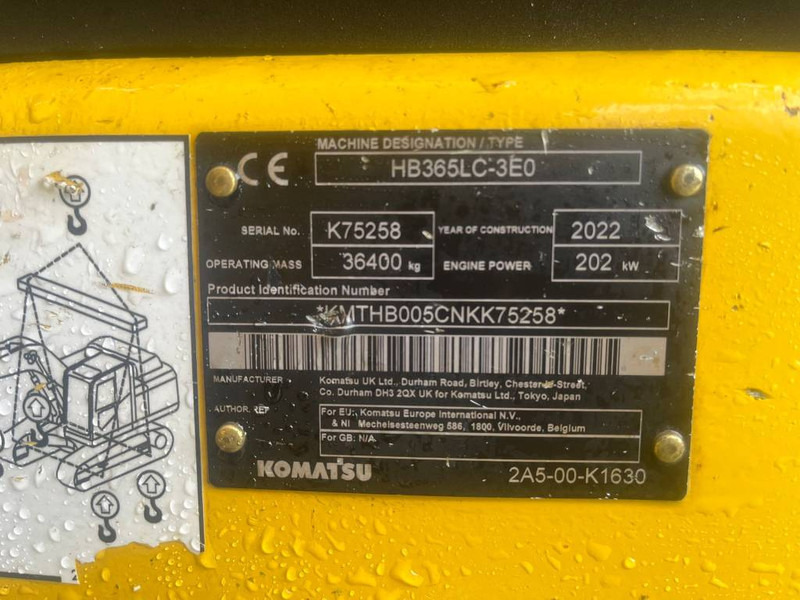 MACHINE DESIGNATION / TYPE
CE HB365LC-3E0
SERIAL No. K75258 YEAR OF CONSTRUCTION 2022
OPERATING MASS 36400 kg ENGINE POWER 202 kW
Product Identification Number
*KMTHB005CNKK75258*
MANUFACTURER Komatsu UK Ltd., Durham Road, Birtley, Chester-le-Street,
Co. Durham DH3 2QX UK for Komatsu Ltd., Tokyo, Japan
AUTHOR. REP For EU: Komatsu Europe International N.V.,
& NI Mechelsesteenweg 586, 1800, Vilvoorde, Belgium
For GB: N/A
KOMATSU 2A5-00-K1630